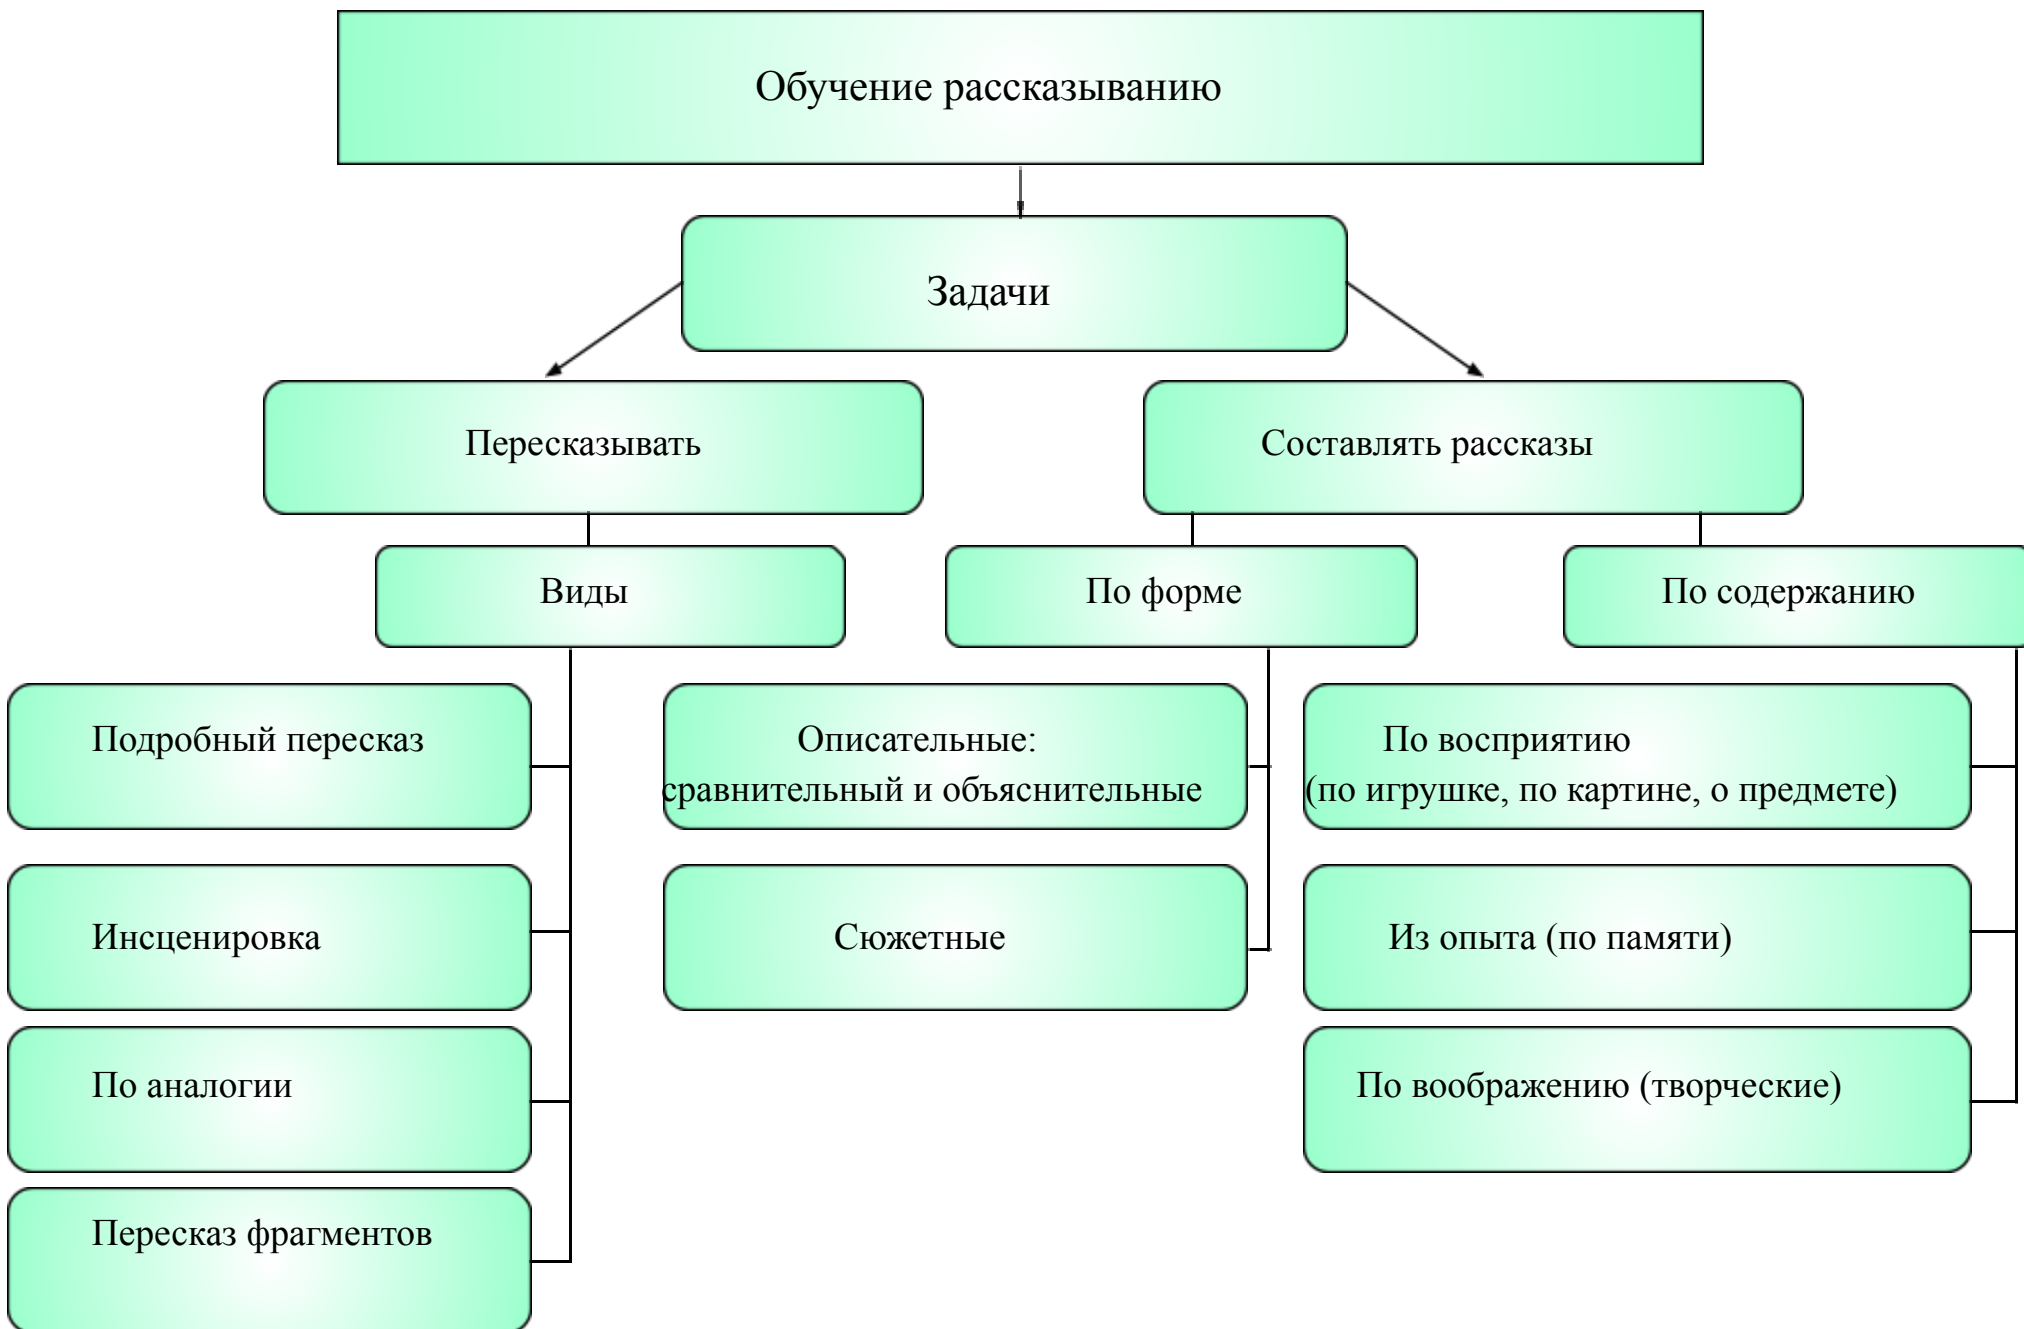 Обучение рассказыванию
Задачи
Пересказывать
Составлять рассказы
Виды
По форме
По содержанию
Подробный пересказ
Инсценировка
По аналогии
Пересказ фрагментов
Описательные:
сравнительный и объяснительные
Сюжетные
По восприятию
(по игрушке, по картине, о предмете)
Из опыта (по памяти)
По воображению (творческие)